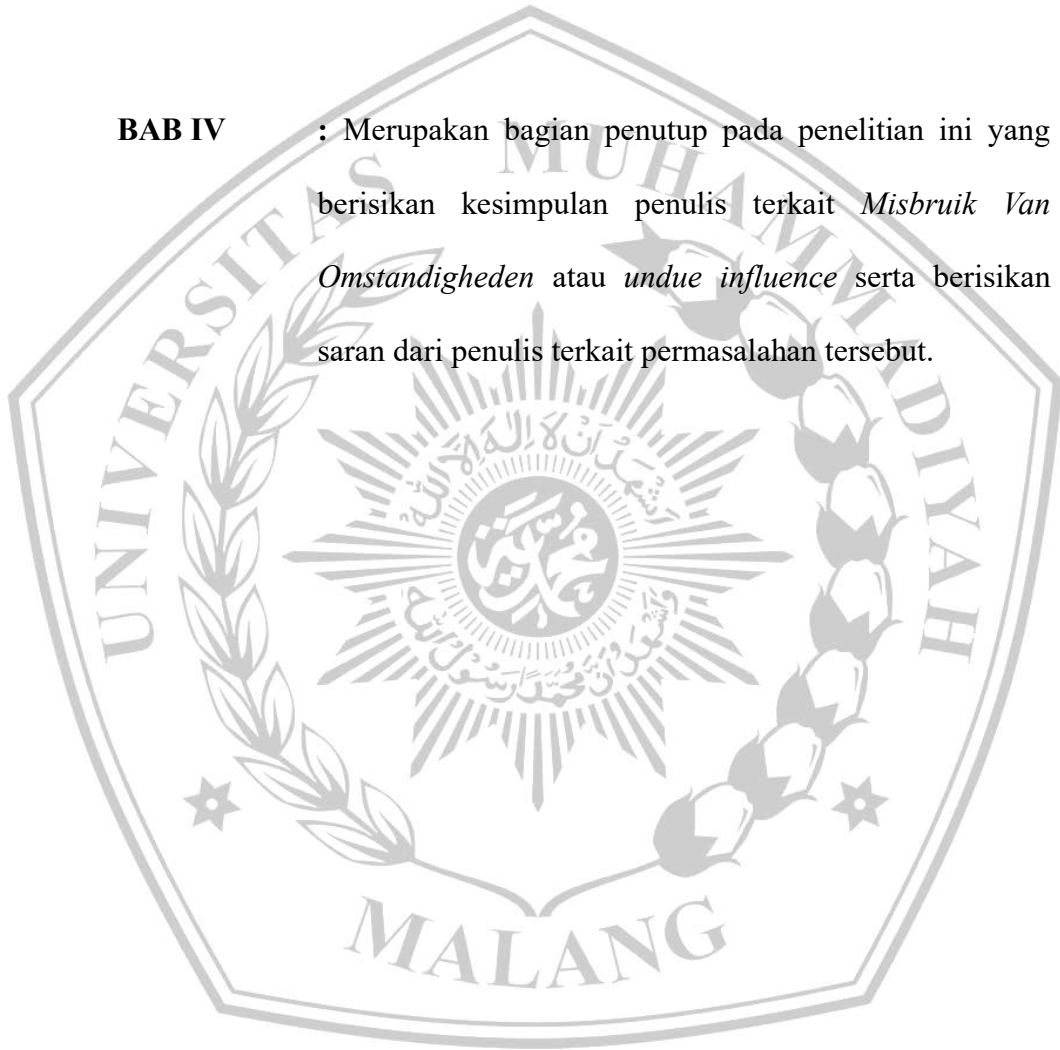 BAB IV : Merupakan bagian penutup pada penelitian ini yang
berisikan kesimpulan penulis terkait Misbruik Van
Omstandigheden atau undue influence serta berisikan
saran dari penulis terkait permasalahan tersebut.
UNIVERSITAS MUHAMMADIYAH
MALANG